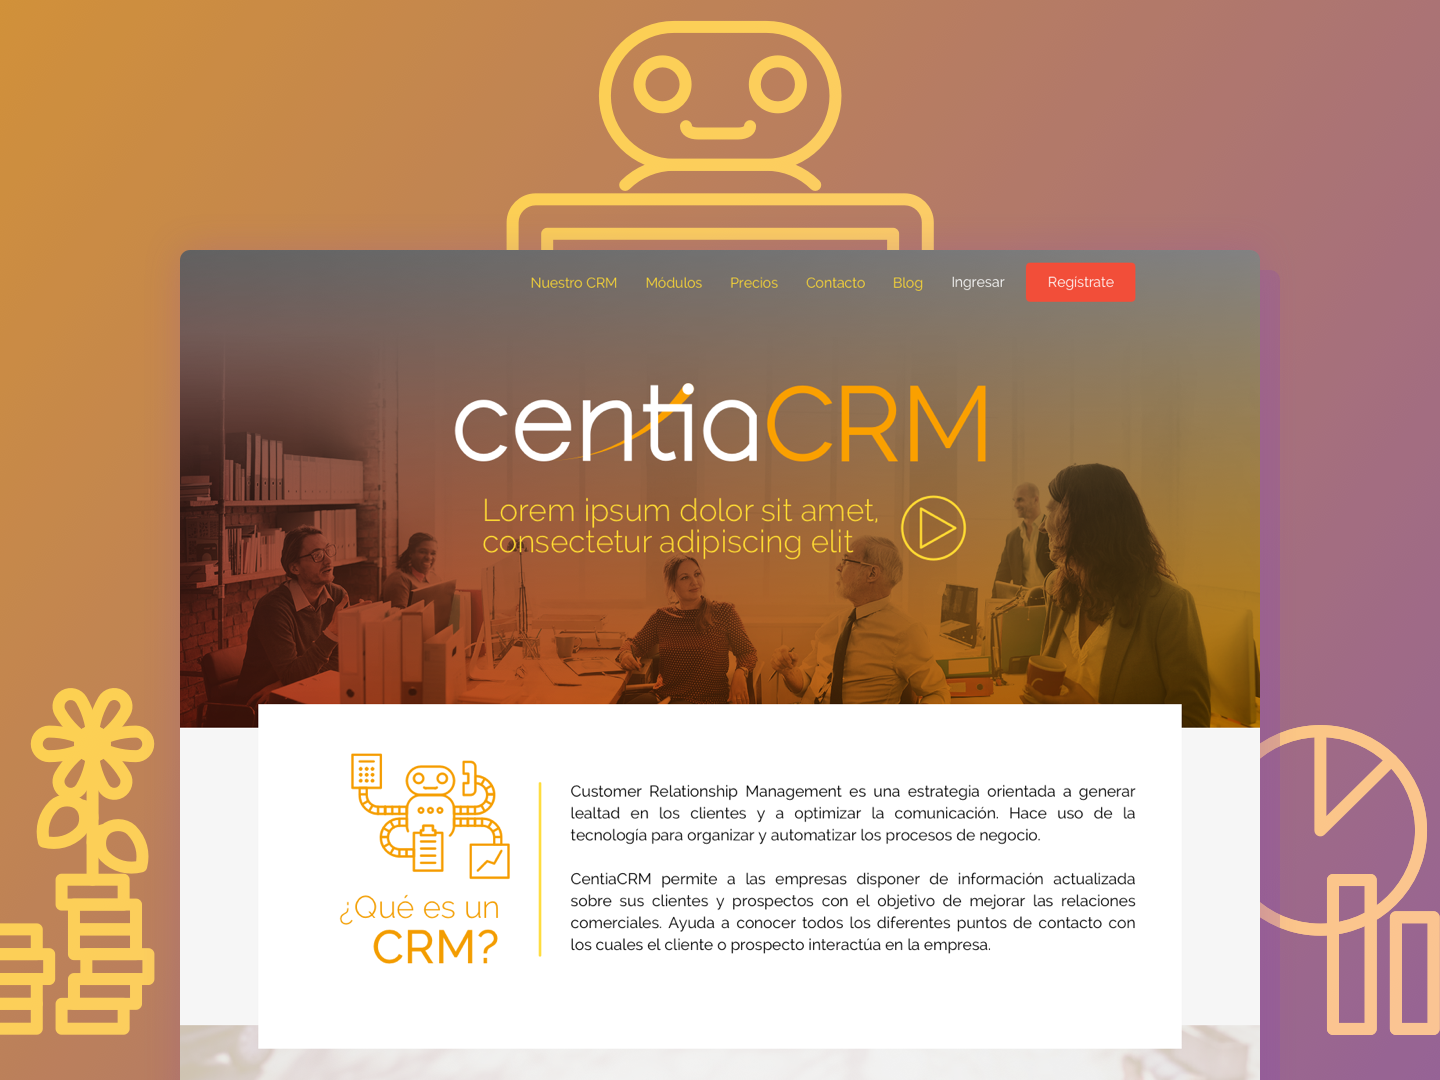 Nuestro CRM Módulos Precios Contacto Blog Ingresar Regístrate
centiaCRM
Lorem ipsum dolor sit amet,
consectetur adipiscing elit
¿Qué es un
CRM?
Customer Relationship Management es una estrategia orientada a generar
lealtad en los clientes y a optimizar la comunicación. Hace uso de la
tecnología para organizar y automatizar los procesos de negocio.
CentiaCRM permite a las empresas disponer de información actualizada
sobre sus clientes y prospectos con el objetivo de mejorar las relaciones
comerciales. Ayuda a conocer todos los diferentes puntos de contacto con
los cuales el cliente o prospecto interactúa en la empresa.